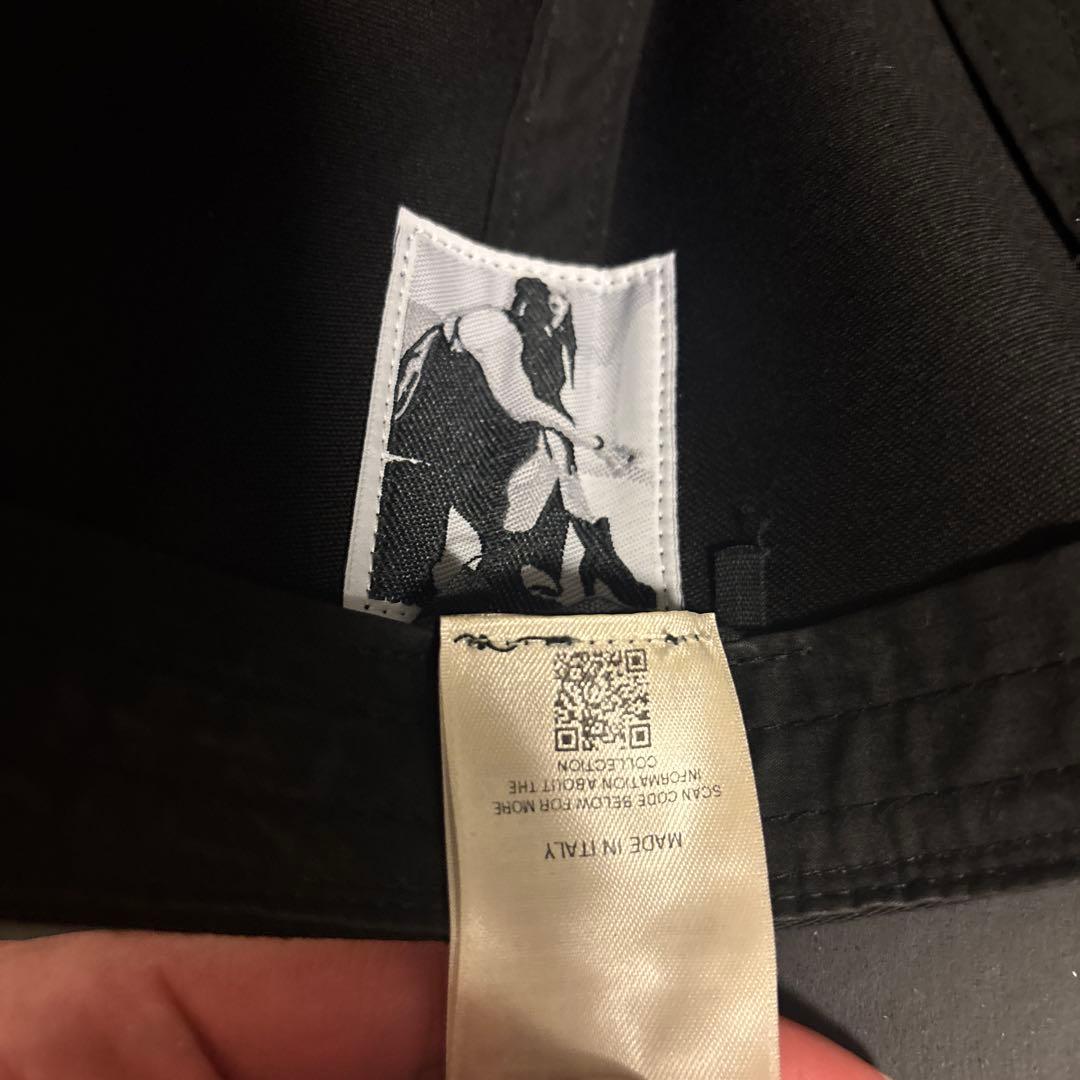 MADE IN ITALY
SCAN CODE BELOW FOR MORE
INFORMATION ABOUT THE
COLLECTION